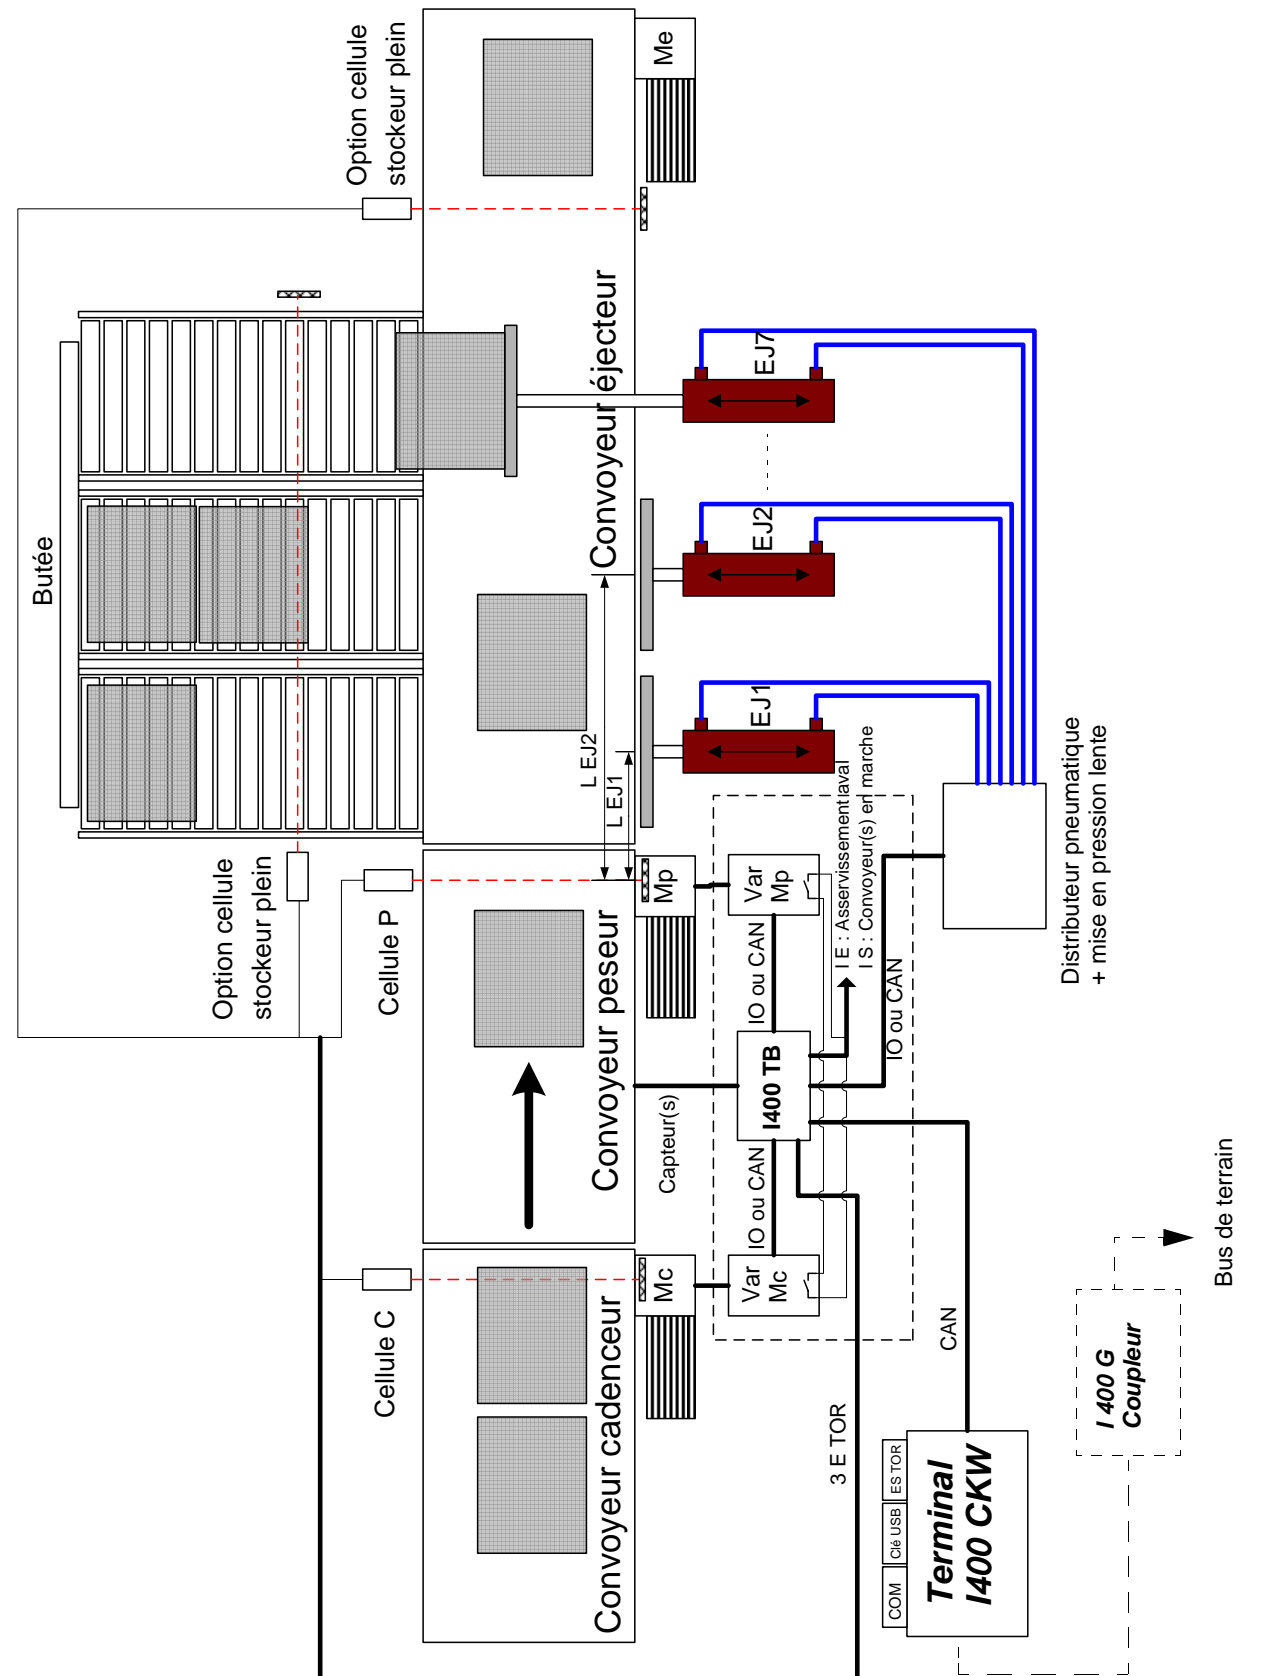 Butée
Option cellule
stockeur plein
Me
Convoyeur éjecteur
EJ7
EJ2
EJ1
L EJ2
L EJ1
Option cellule
stockeur plein
Cellule P
Convoyeur peseur
Mp
Var
Mp
IO ou CAN
I E : Asservissement aval
I S : Convoyeur(s) en marche
IO ou CAN
Distributeur pneumatique
+ mise en pression lente
Capteur(s)
I400 TB
IO ou CAN
Cellule C
Convoyeur cadenceur
Mc
Var
Mc
3 E TOR
CAN
COM
Clé USB
ES TOR
Terminal
I400 CKW
I 400 G
Coupleur
Bus de terrain